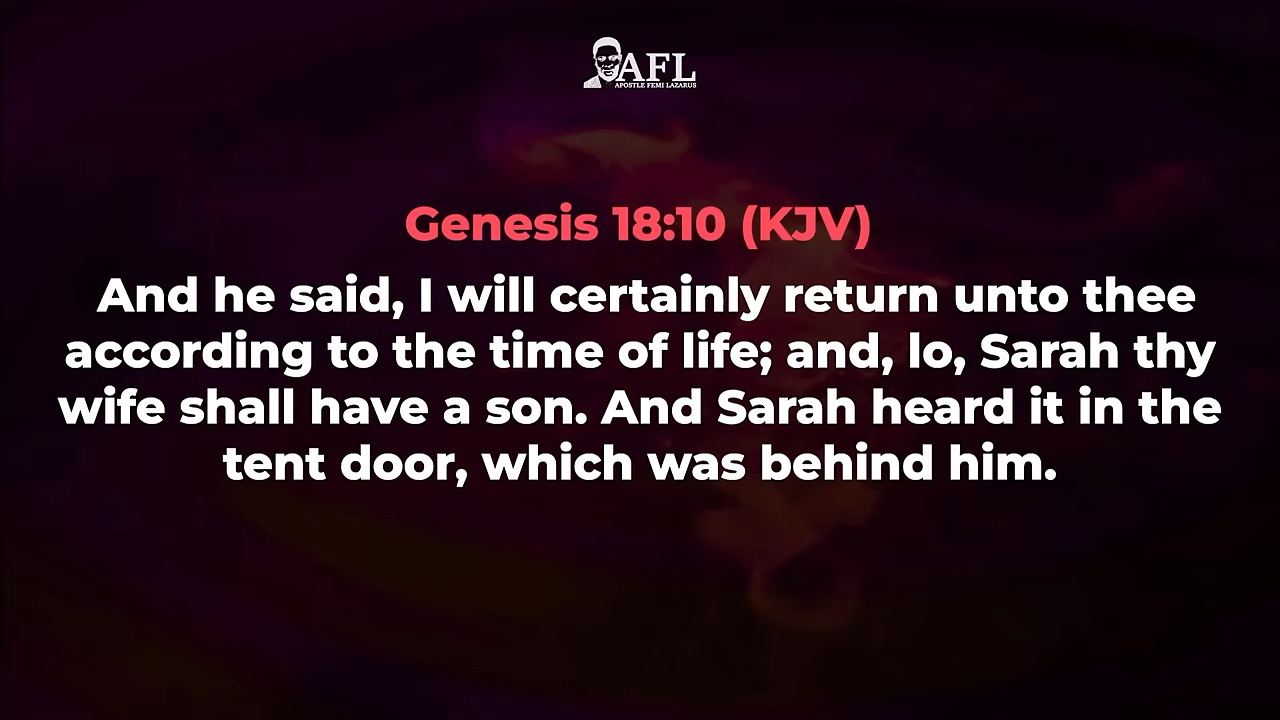 AFL
APOSTLE FEMI LAZARUS
Genesis 18:10 (KJV)
And he said, I will certainly return unto thee
according to the time of life; and, lo, Sarah thy
wife shall have a son. And Sarah heard it in the
tent door, which was behind him.